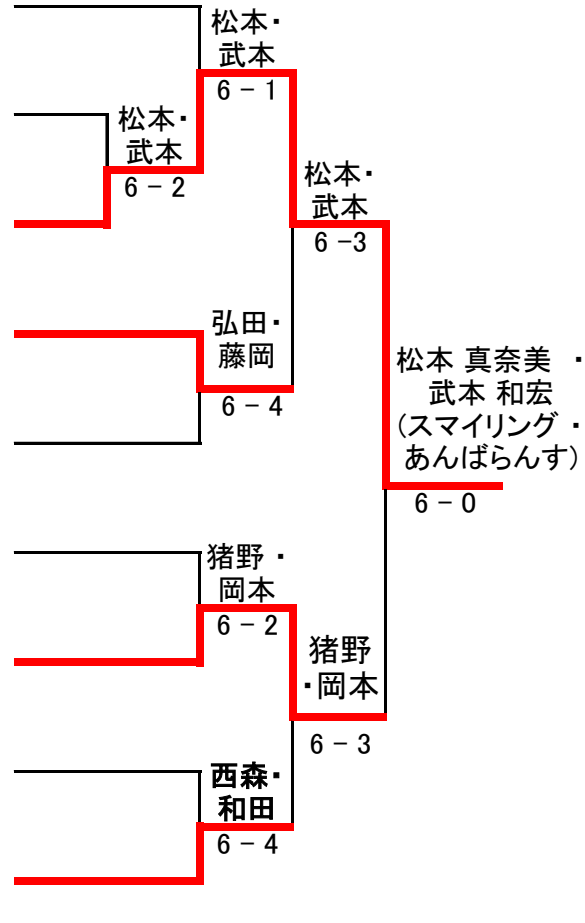 松本・
武本
6 − 1
松本・
武本
6 − 2
松本・
武本
6 −3
弘田・
藤岡
6 − 4
松本 真奈美 ・
武本 和宏
(スマイリング・
あんばらんす)
6 − 0
猪野・
岡本
6 − 2
猪野
・岡本
6 − 3
西森・
和田
6 − 4